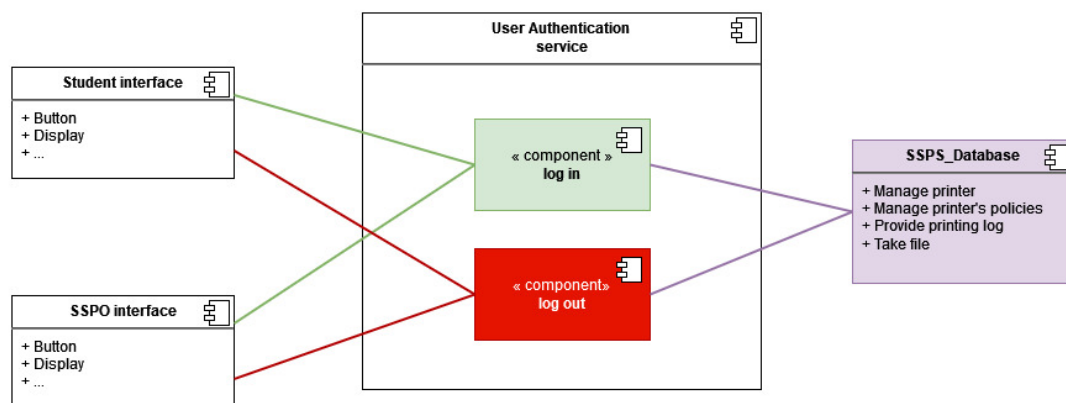 User Authentication
service
Student interface
+ Button
+ Display
+ ...
« component »
log in
SSPS_Database
+ Manage printer
+ Manage printer's policies
+ Provide printing log
+ Take file
« component»
log out
SSPO interface
+ Button
+ Display
+ ...